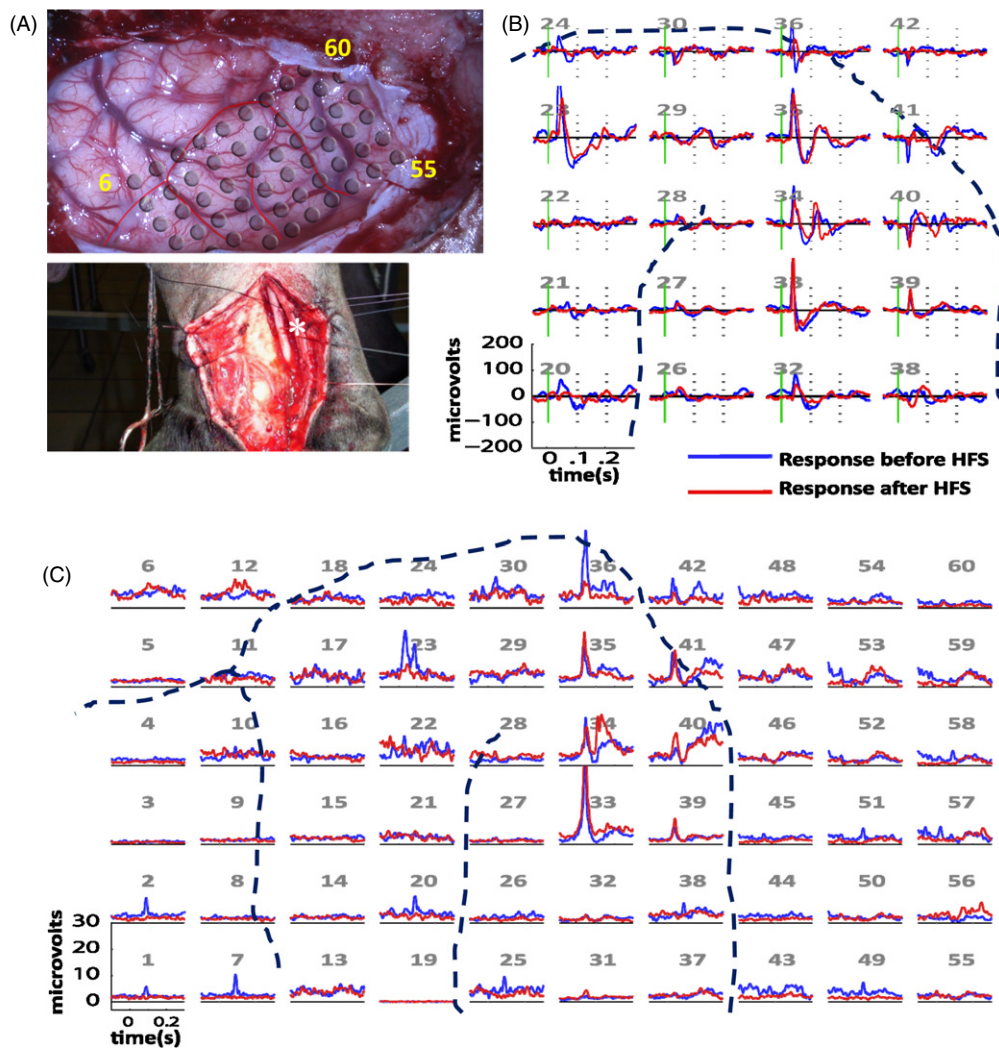 (A)
60
6
55
(B)
24 30 36 42
23 29 35 41
22 28 34 40
21 27 33 39
20 26 32 38
microvolts
200
100
0
−100
−200
0 .1 .2
time(s)
Response before HFS
Response after HFS
(C)
6 12 18 24 30 36 42 48 54 60
5 11 17 23 29 35 41 47 53 59
4 10 16 22 28 34 40 46 52 58
3 9 15 21 27 33 39 45 51 57
2 8 14 20 26 32 38 44 50 56
1 7 13 19 25 31 37 43 49 55
microvolts
30
20
10
0
0 0.2
time(s)